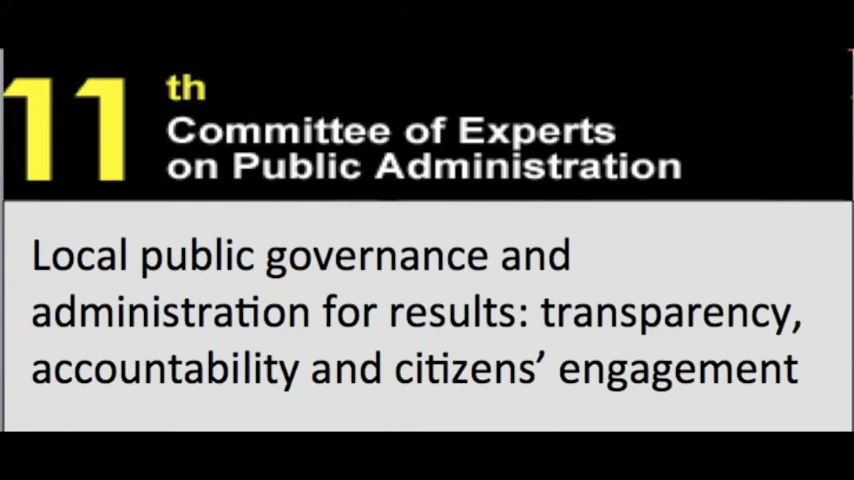 11th
Committee of Experts
on Public Administration
Local public governance and
administration for results: transparency,
accountability and citizens’ engagement